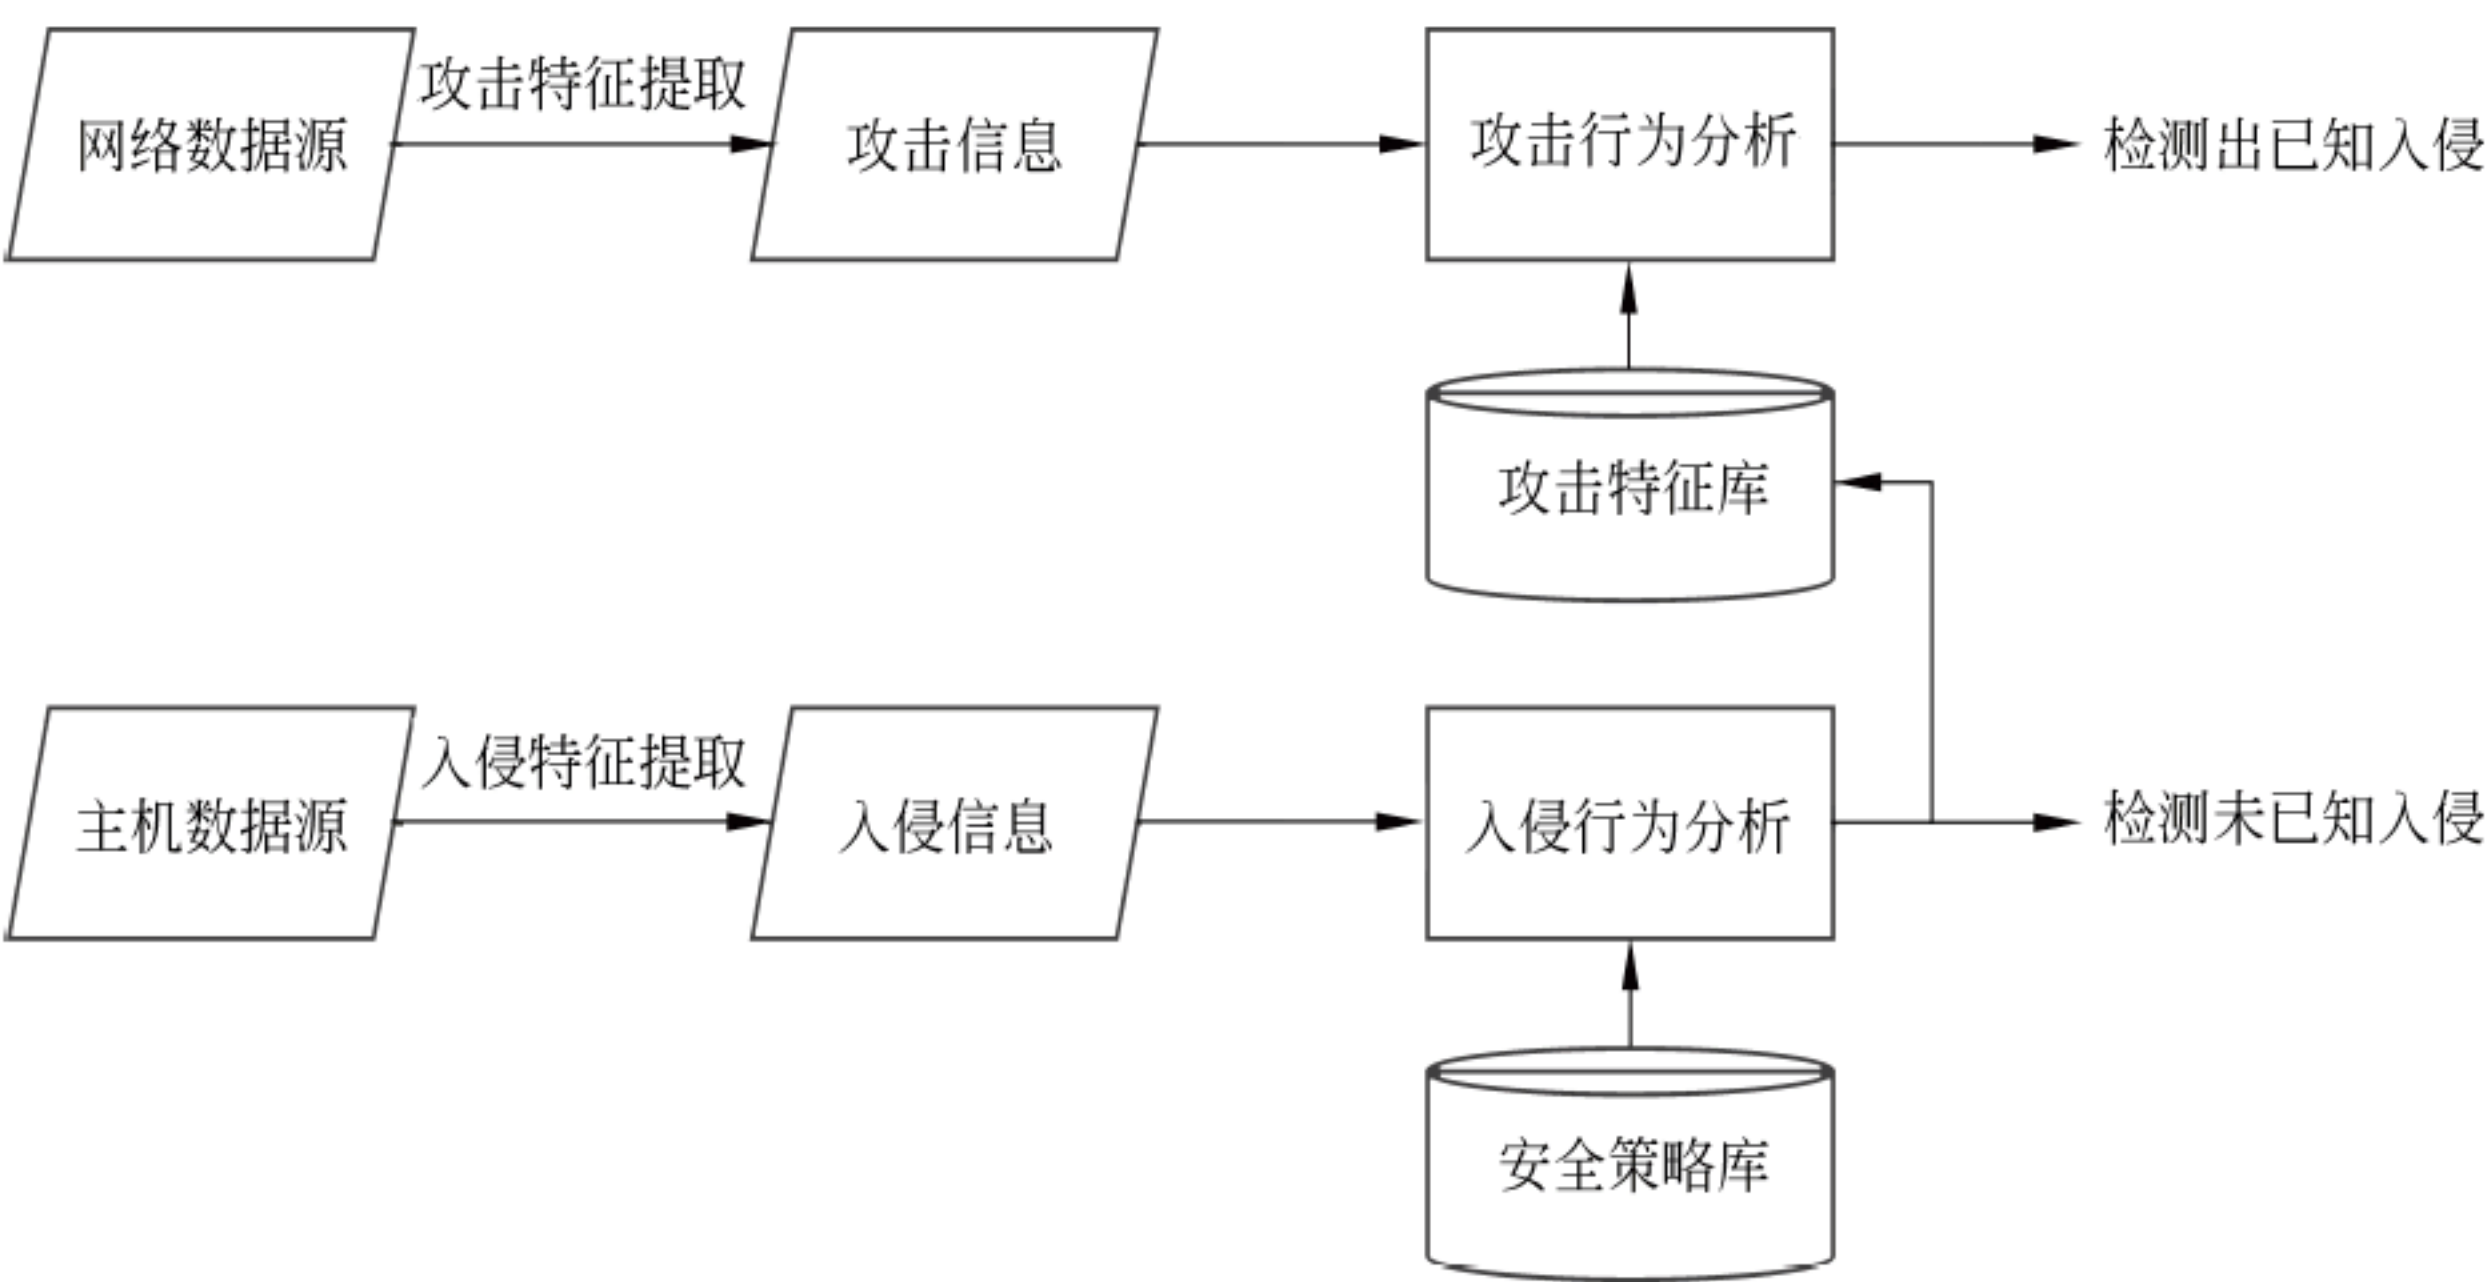 攻击特征提取
网络数据源
攻击信息
攻击行为分析
检测出已知入侵
攻击特征库
入侵特征提取
主机数据源
入侵信息
入侵行为分析
检测未已知入侵
安全策略库